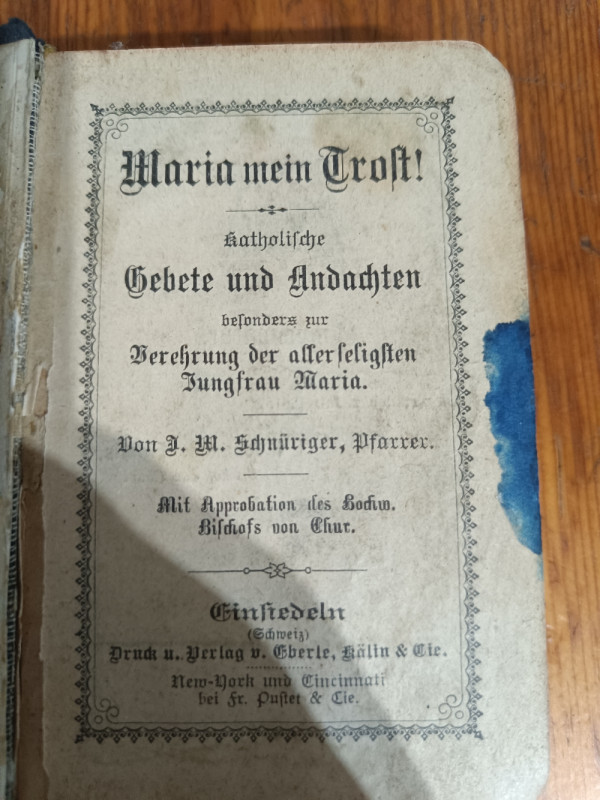 Maria mein Troſt!
Katholiſche
Gebete und Andachten
beſonders zur
Verehrung der allerſeligſten
Jungfrau Maria.
Von J. M. Schnüriger, Pfarrer.
Mit Approbation des Hochw.
Biſchofs von Chur.
Einſiedeln
(Schweiz)
Druck u. Verlag v. Eberle, Kälin & Cie.
New-York und Cincinnati
bei Fr. Puſtet & Cie.